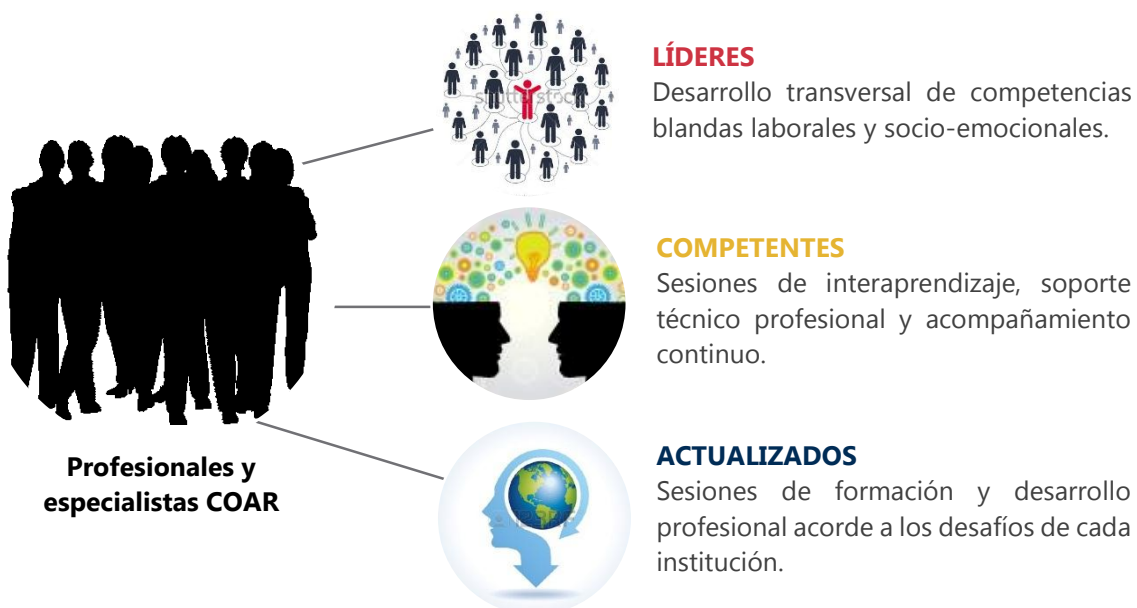 LÍDERES
Desarrollo transversal de competencias
blandas laborales y socio-emocionales.
shutterstock
COMPETENTES
Sesiones de interaprendizaje, soporte
técnico profesional y acompañamiento
continuo.
Profesionales y
especialistas COAR
ACTUALIZADOS
Sesiones de formación y desarrollo
profesional acorde a los desafíos de cada
institución.